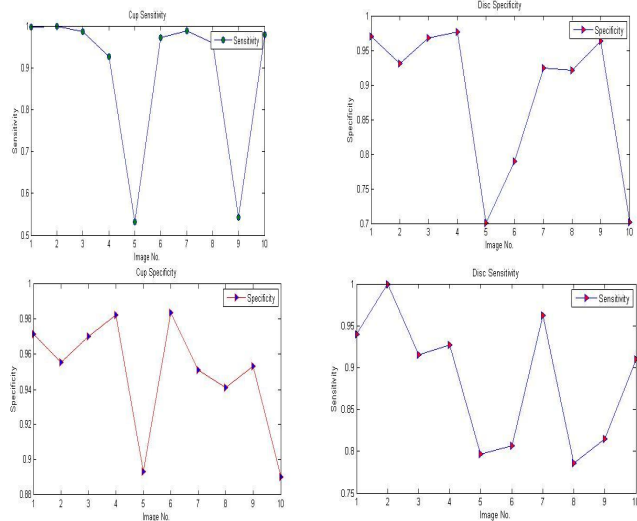 Cup Sensitivity
Sensitivity
1
0.9
0.8
0.7
0.6
0.5
Sensitivity
1 2 3 4 5 6 7 8 9 10
Image No.
Disc Specificity
Specificity
1
0.95
0.9
0.85
0.8
0.75
0.7
Specificity
1 2 3 4 5 6 7 8 9 10
Image No.
Cup Specificity
Specificity
1
0.98
0.96
0.94
0.92
0.9
0.88
Specificity
1 2 3 4 5 6 7 8 9 10
Image No.
Disc Sensitivity
Sensitivity
1
0.95
0.9
0.85
0.8
0.75
Sensitivity
1 2 3 4 5 6 7 8 9 10
Image No.